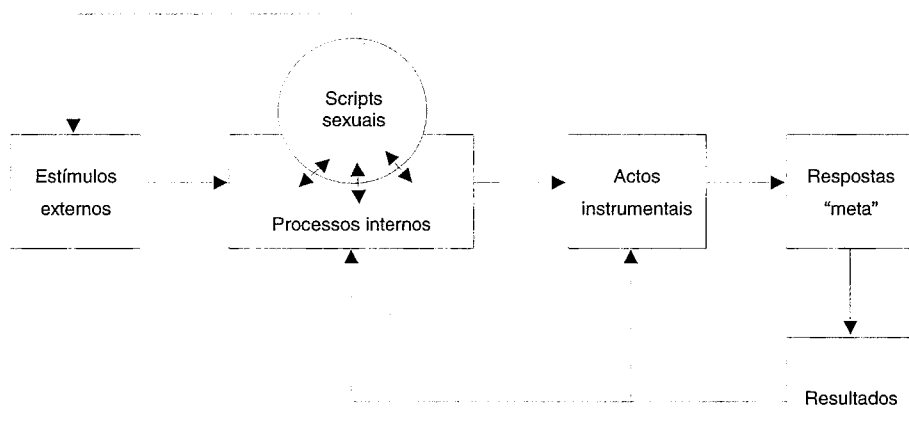 Scripts
sexuais
Estímulos
externos
Processos internos
Actos
instrumentais
Respostas
“meta”
Resultados